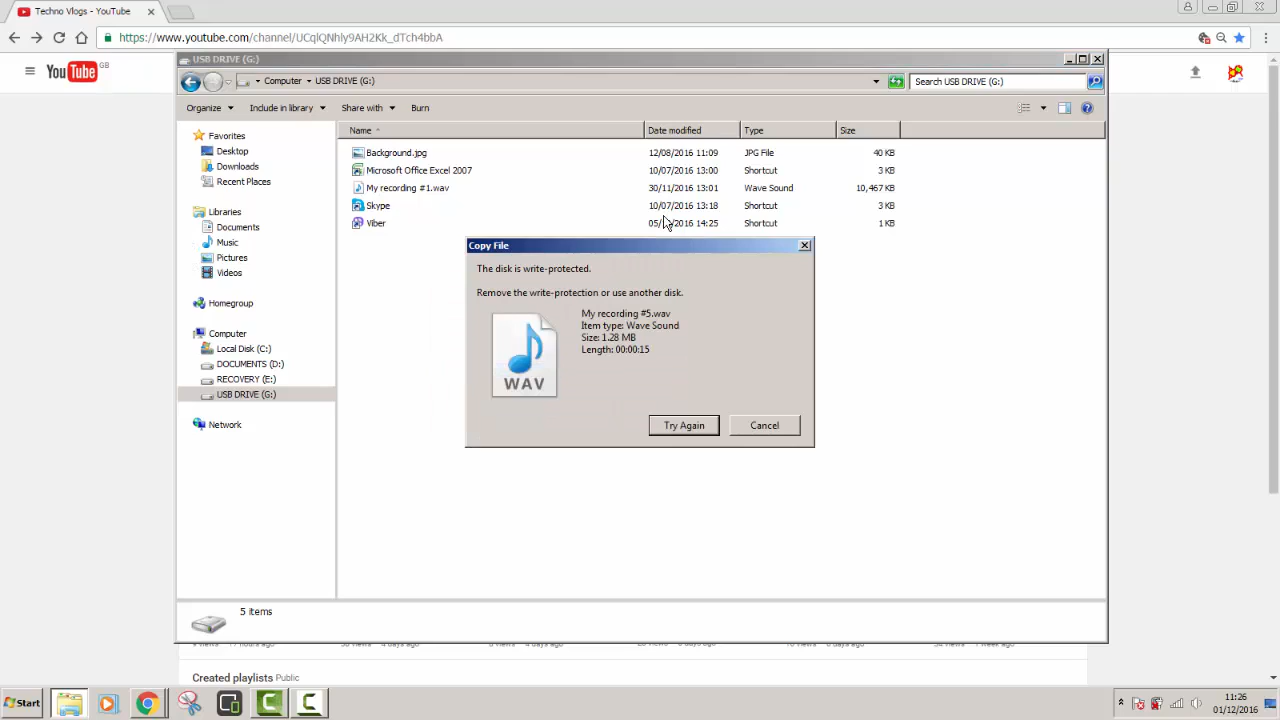 Techno Vlogs - YouTube
https://www.youtube.com/channel/UCqlQNhly9AH2Kk_dTch4bbA
YouTube GB
USB DRIVE (G:)
Computer USB DRIVE (G:)
Search USB DRIVE (G:)
Organize Include in library Share with Burn
Name Date modified Type Size
Favorites
Desktop
Downloads
Recent Places
Libraries
Documents
Music
Pictures
Videos
Homegroup
Computer
Local Disk (C:)
DOCUMENTS (D:)
RECOVERY (E:)
USB DRIVE (G:)
Network
Background.jpg 12/08/2016 11:09 JPG File 40 KB
Microsoft Office Excel 2007 10/07/2016 13:00 Shortcut 3 KB
My recording #1.wav 30/11/2016 13:01 Wave Sound 10,467 KB
Skype 10/07/2016 13:18 Shortcut 3 KB
Viber 2016 14:25 Shortcut 1 KB
Copy File
The disk is write-protected.
Remove the write-protection or use another disk.
WAV
My recording #5.wav
Item type: Wave Sound
Size: 1.28 MB
Length: 00:00:15
Try Again Cancel
5 items
Created playlists Public
Start
11:26
01/12/2016